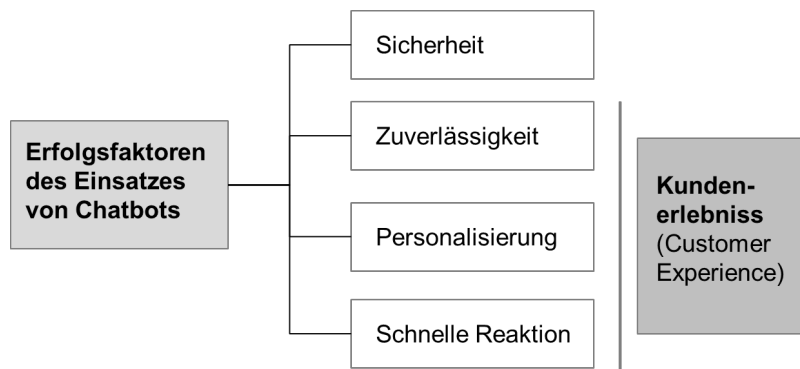 Erfolgsfaktoren
des Einsatzes
von Chatbots
Sicherheit
Zuverlässigkeit
Personalisierung
Schnelle Reaktion
Kunden-
erlebniss
(Customer
Experience)